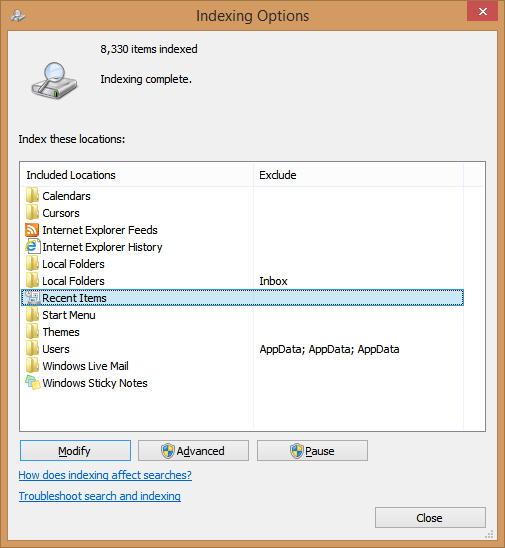 Indexing Options
8,330 items indexed
Indexing complete.
Index these locations:
Included Locations Exclude
Calendars
Cursors
Internet Explorer Feeds
Internet Explorer History
Local Folders
Local Folders Inbox
Recent Items
Start Menu
Themes
Users AppData; AppData; AppData
Windows Live Mail
Windows Sticky Notes
Modify Advanced Pause
How does indexing affect searches?
Troubleshoot search and indexing
Close